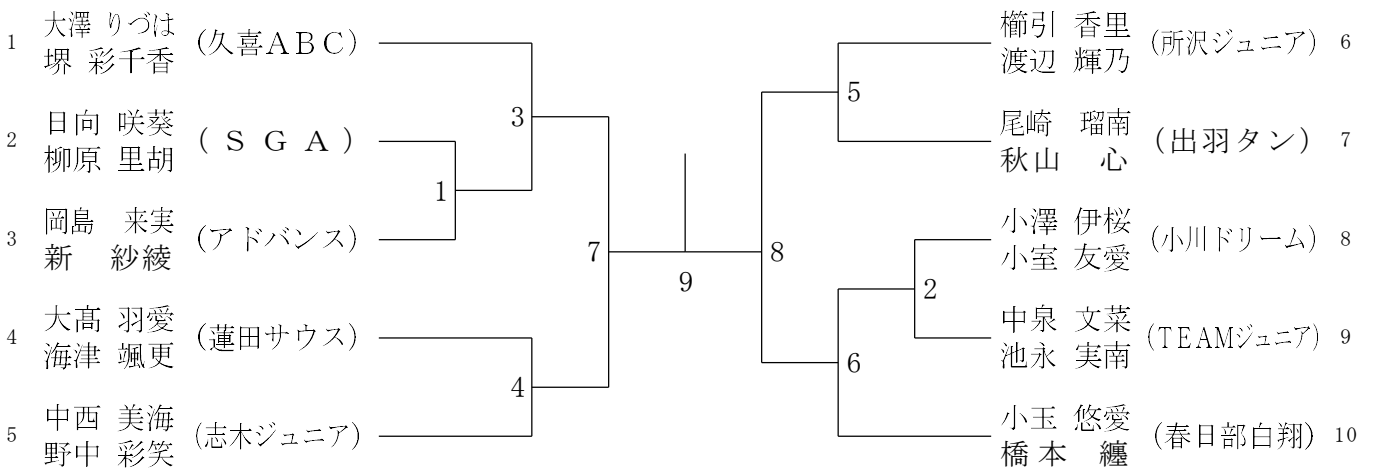 1 大澤 りづは (久喜ABC)
堺 彩千香
2 日向 咲葵 (SGA)
柳原 里胡
3 岡島 来実 (アドバンス)
新 紗綾
4 大髙 羽愛 (蓮田サウス)
海津 颯更
5 中西 美海 (志木ジュニア)
野中 彩笑
3
1
7
4
9
櫛引 香里 (所沢ジュニア) 6
渡辺 輝乃
尾崎 瑠南 (出羽タン) 7
秋山 心
小澤 伊桜 (小川ドリーム) 8
小室 友愛
中泉 文菜 (TEAMジュニア) 9
池永 実南
小玉 悠愛 (春日部白翔) 10
橋本 纏
5
8
2
6